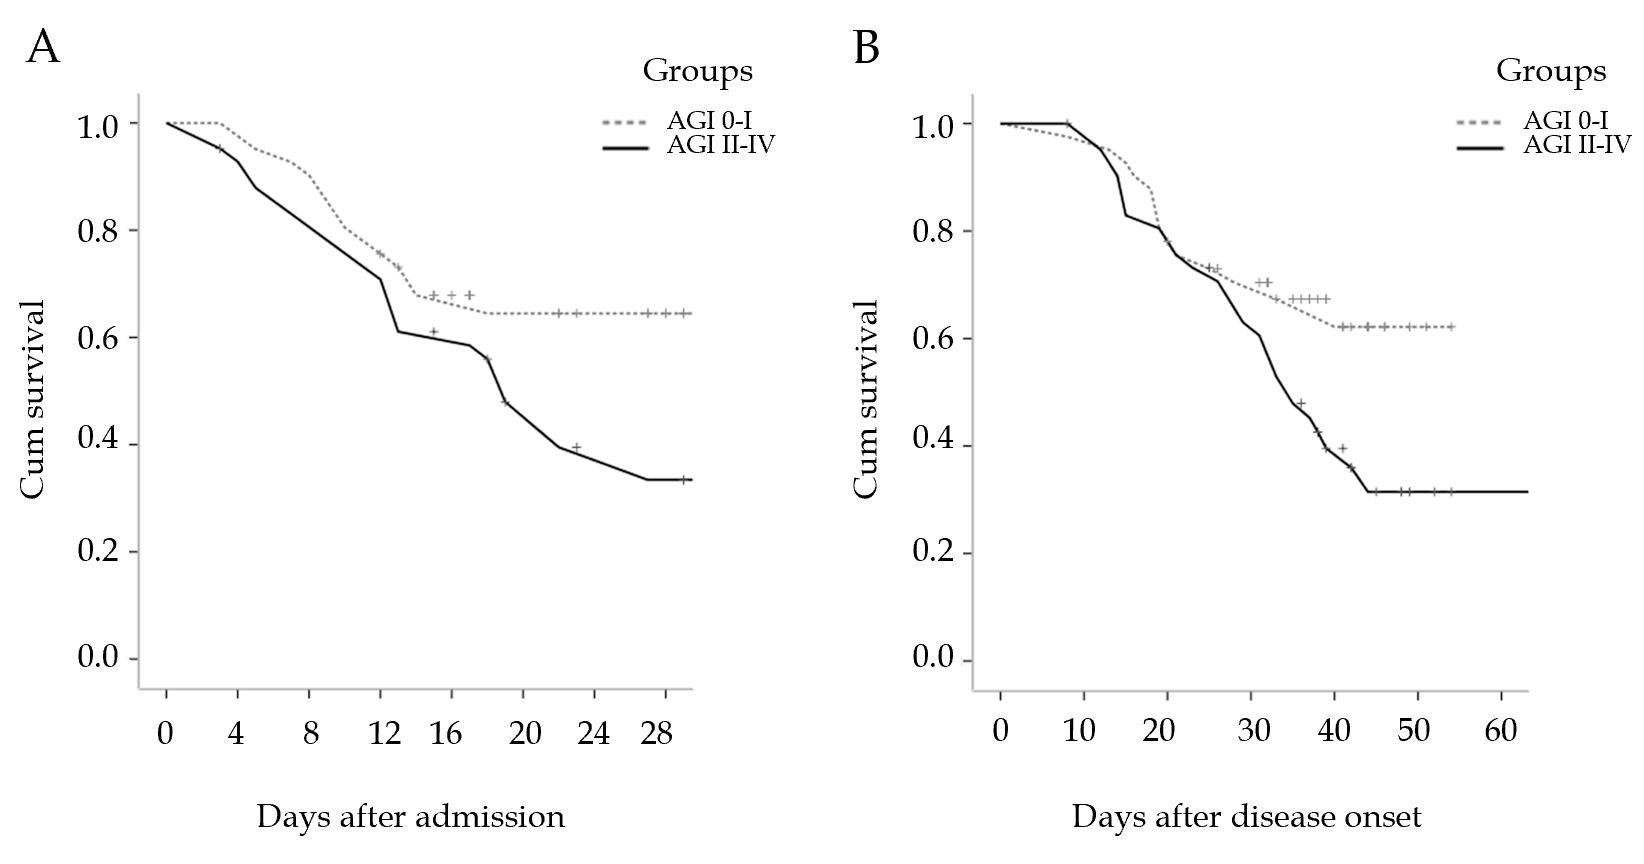 A
Groups
AGI 0-I
AGI II-IV
1.0
0.8
0.6
0.4
0.2
0.0
Cum survival
0 4 8 12 16 20 24 28
Days after admission
B
Groups
AGI 0-I
AGI II-IV
1.0
0.8
0.6
0.4
0.2
0.0
Cum survival
0 10 20 30 40 50 60
Days after disease onset